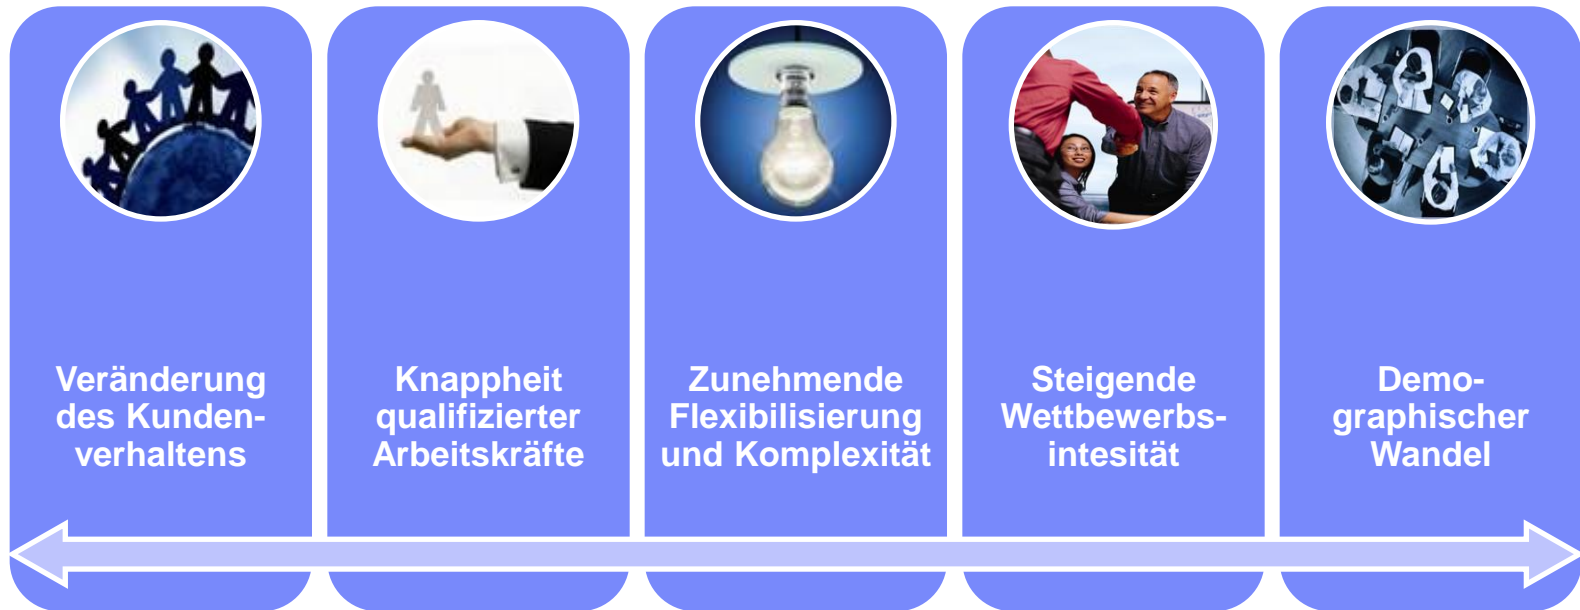 Veränderung
des Kunden-
verhaltens
Knappheit
qualifizierter
Arbeitskräfte
Zunehmende
Flexibilisierung
und Komplexität
Steigende
Wettbewerbs-
intesität
Demo-
graphischer
Wandel